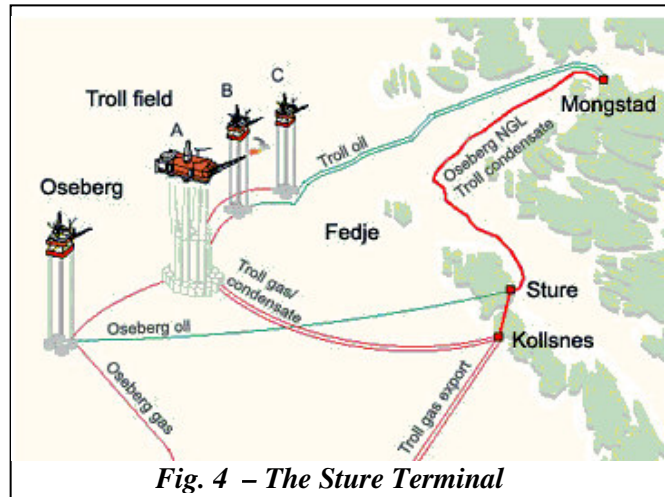 Troll field
A
B
C
Oseberg
Mongstad
Troll oil
Oseberg NGL
Troll condensate
Fedje
Troll gas/
condensate
Sture
Oseberg oil
Kollsnes
Oseberg gas
Troll gas export
Fig. 4 – The Sture Terminal